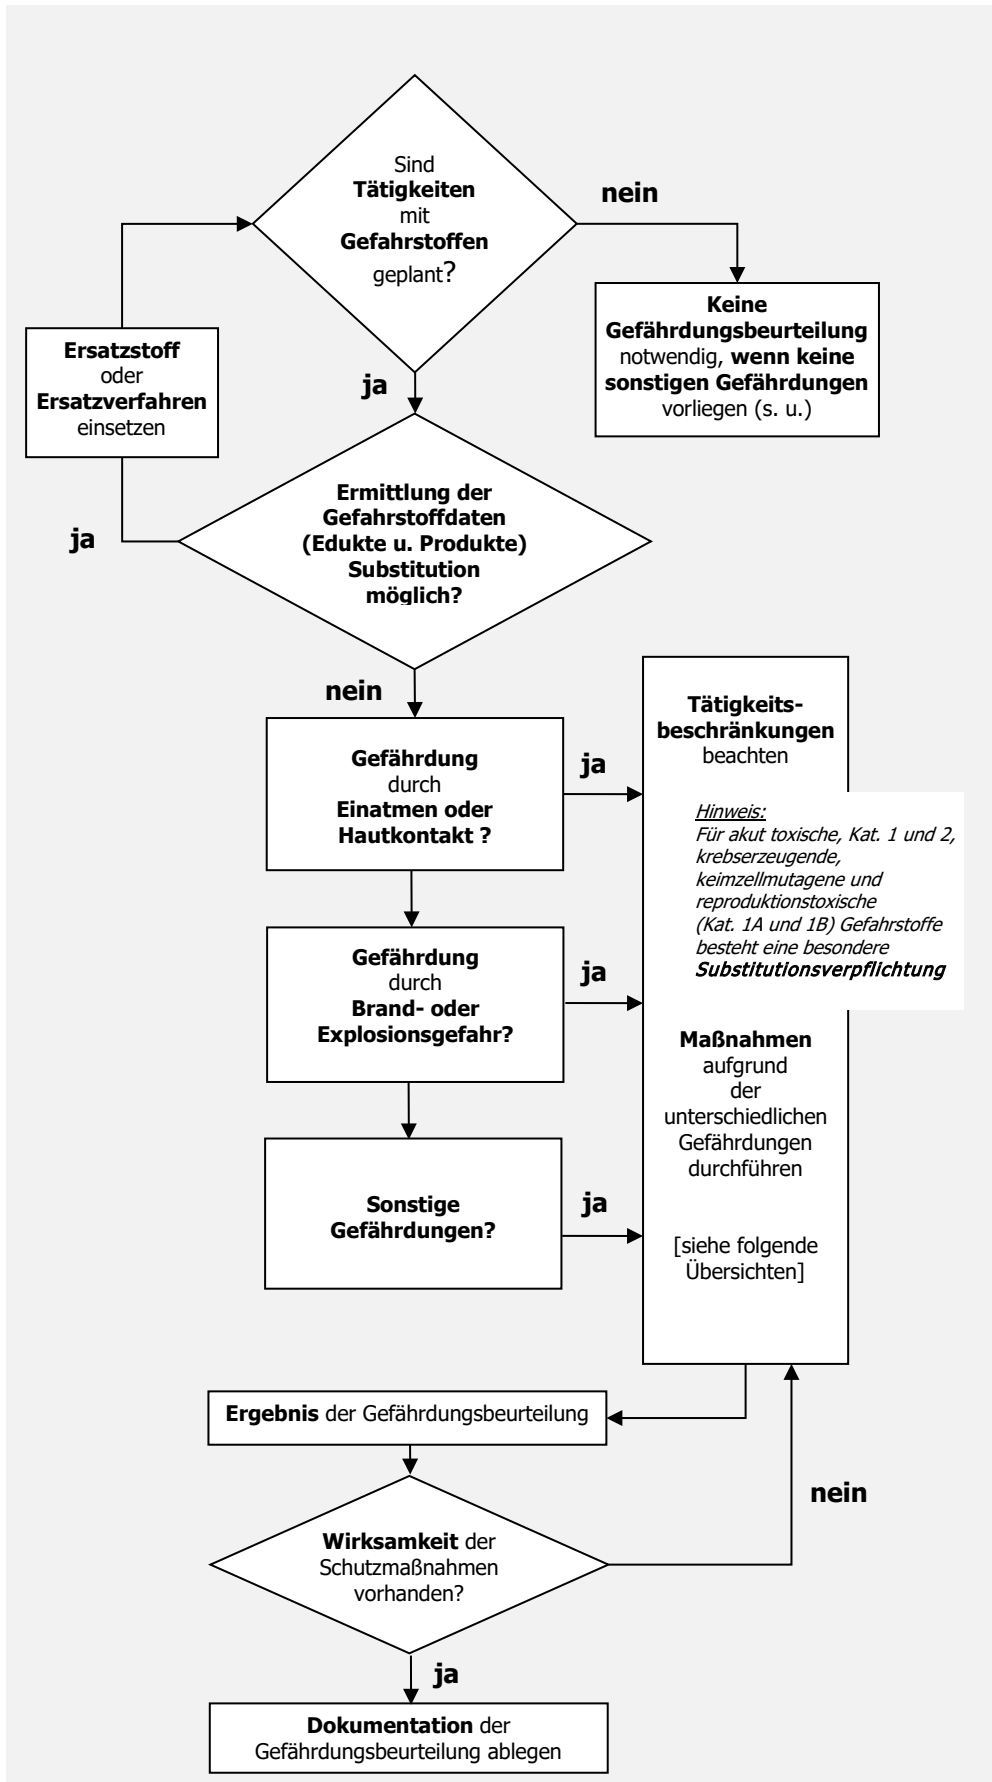 Sind
Tätigkeiten
mit
Gefahrstoffen
geplant?
nein
Keine
Gefährdungsbeurteilung
notwendig, wenn keine
sonstigen Gefährdungen
vorliegen (s. u.)
Ersatzstoff
oder
Ersatzverfahren
einsetzen
ja
Ermittlung der
Gefahrstoffdaten
(Edukte u. Produkte)
Substitution
möglich?
ja
nein
Gefährdung
durch
Einatmen oder
Hautkontakt ?
ja
Tätigkeits-
beschränkungen
beachten
Hinweis:
Für akut toxische, Kat. 1 und 2,
krebserzeugende,
keimzellmutagene und
reproduktionstoxische
(Kat. 1A und 1B) Gefahrstoffe
besteht eine besondere
Substitutionsverpflichtung
Gefährdung
durch
Brand- oder
Explosionsgefahr?
ja
Maßnahmen
aufgrund
der
unterschiedlichen
Gefährdungen
durchführen
Sonstige
Gefährdungen?
ja
[siehe folgende
Übersichten]
Ergebnis der Gefährdungsbeurteilung
nein
Wirksamkeit der
Schutzmaßnahmen
vorhanden?
ja
Dokumentation der
Gefährdungsbeurteilung ablegen